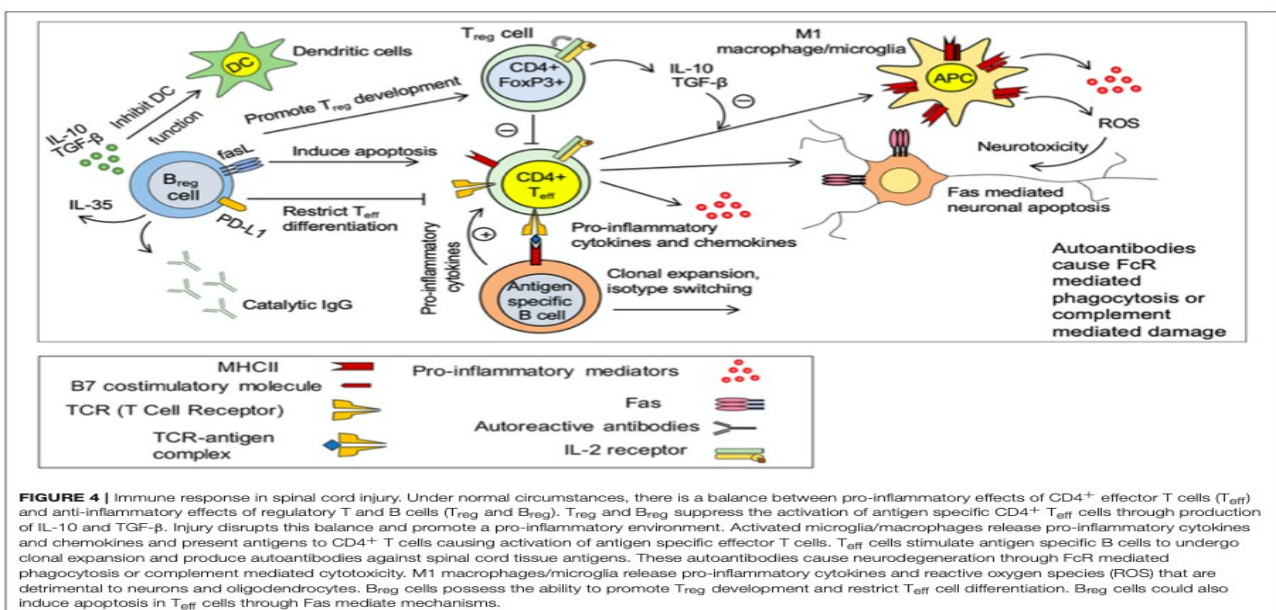 T_reg cell
M1
macrophage/microglia
DC
Dendritic cells
CD4+
FoxP3+
IL-10
TGF-β
APC
IL-10
TGF-β
Inhibit DC
function
Promote T_reg development
ROS
Neurotoxicity
fasL
Induce apoptosis
B_reg
cell
CD4+
T_eff
Fas mediated
neuronal apoptosis
IL-35
PD-L1
Restrict T_eff
differentiation
Pro-inflammatory
cytokines
Pro-inflammatory
cytokines and chemokines
Catalytic IgG
Antigen
specific
B cell
Clonal expansion,
isotype switching
Autoantibodies
cause FcR
mediated
phagocytosis or
complement
mediated damage
MHCII
B7 costimulatory molecule
TCR (T Cell Receptor)
TCR-antigen
complex
Pro-inflammatory mediators
Fas
Autoreactive antibodies
IL-2 receptor
FIGURE 4 | Immune response in spinal cord injury. Under normal circumstances, there is a balance between pro-inflammatory effects of CD4+ effector T cells (Teff)
and anti-inflammatory effects of regulatory T and B cells (Treg and Breg). Treg and Breg suppress the activation of antigen specific CD4+ Teff cells through production
of IL-10 and TGF-β. Injury disrupts this balance and promote a pro-inflammatory environment. Activated microglia/macrophages release pro-inflammatory cytokines
and chemokines and present antigens to CD4+ T cells causing activation of antigen specific effector T cells. Teff cells stimulate antigen specific B cells to undergo
clonal expansion and produce autoantibodies against spinal cord tissue antigens. These autoantibodies cause neurodegeneration through FcR mediated
phagocytosis or complement mediated cytotoxicity. M1 macrophages/microglia release pro-inflammatory cytokines and reactive oxygen species (ROS) that are
detrimental to neurons and oligodendrocytes. Breg cells possess the ability to promote Treg development and restrict Teff cell differentiation. Breg cells could also
induce apoptosis in Teff cells through Fas mediate mechanisms.